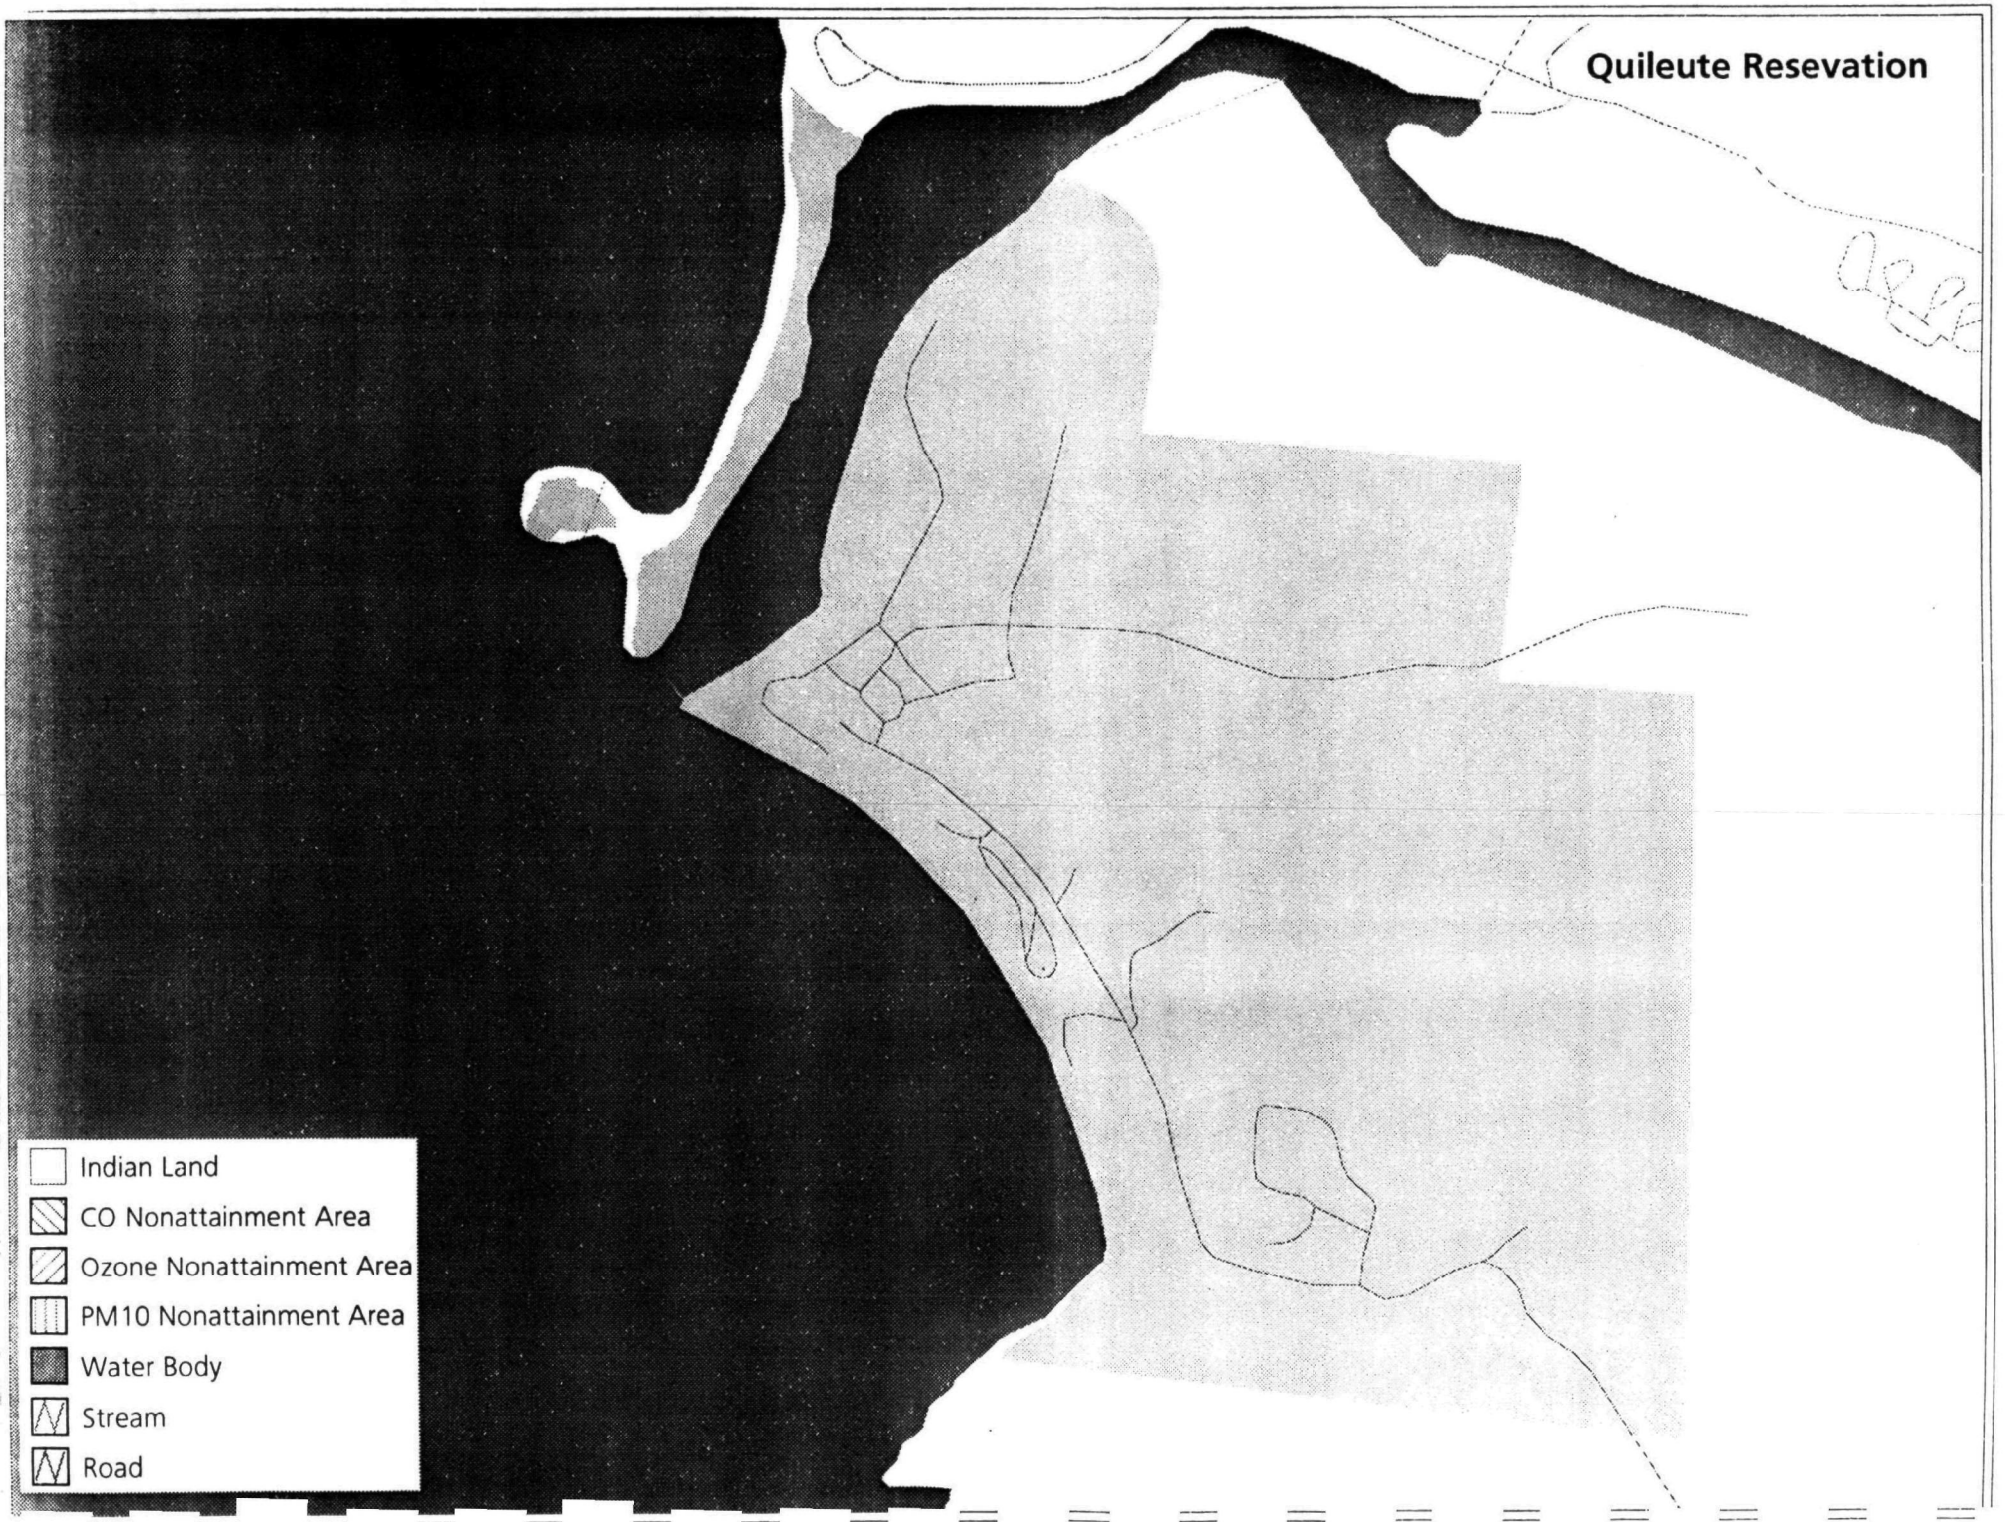 Quileute Resevation
Indian Land
CO Nonattainment Area
Ozone Nonattainment Area
PM10 Nonattainment Area
Water Body
Stream
Road